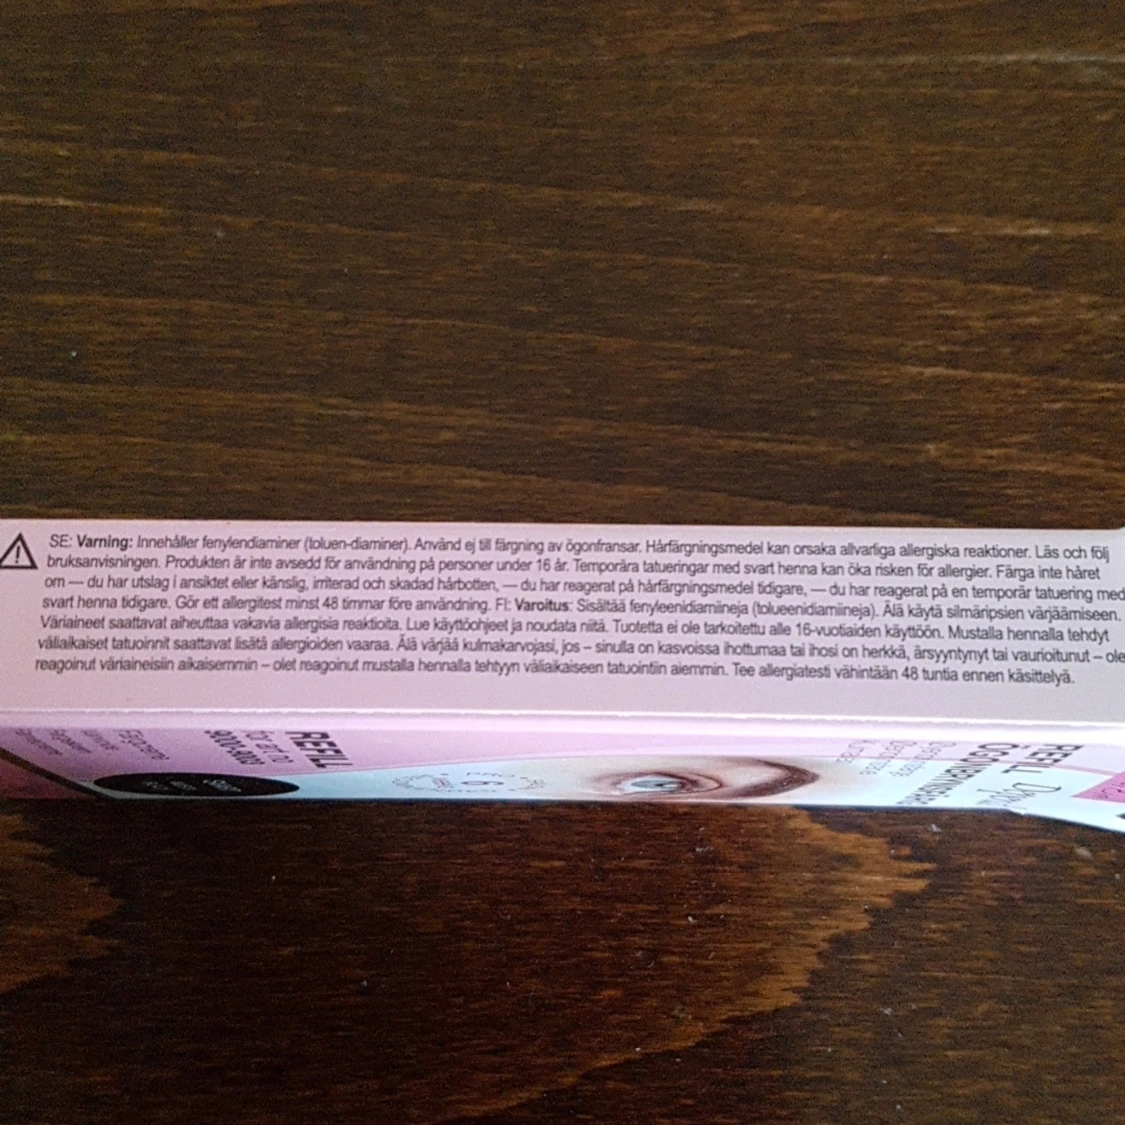 SE: Varning: Innehåller fenylendiaminer (toluen-diaminer). Använd ej till färgning av ögonfransar. Hårfärgningsmedel kan orsaka allvarliga allergiska reaktioner. Läs och följ
bruksanvisningen. Produkten är inte avsedd för användning på personer under 16 år. Temporära tatueringar med svart henna kan öka risken för allergier. Färga inte håret
om — du har utslag i ansiktet eller känslig, irriterad och skadad hårbotten, — du har reagerat på hårfärgningsmedel tidigare, — du har reagerat på en temporär tatuering med
svart henna tidigare. Gör ett allergitest minst 48 timmar före användning. FI: Varoitus: Sisältää fenyleenidiamiineja (tolueenidiamiineja). Älä käytä silmäripsien värjäämiseen.
Väriaineet saattavat aiheuttaa vakavia allergisia reaktioita. Lue käyttöohjeet ja noudata niitä. Tuotetta ei ole tarkoitettu alle 16-vuotiaiden käyttöön. Mustalla hennalla tehdyt
väliaikaiset tatuoinnit saattavat lisätä allergioiden vaaraa. Älä värjää kulmakarvojasi, jos – sinulla on kasvoissa ihottumaa tai ihosi on herkkä, ärsyyntynyt tai vaurioitunut – olet
reagoinut väriaineisiin aikaisemmin – olet reagoinut mustalla hennalla tehtyyn väliaikaiseen tatuointiin aiemmin. Tee allergiatesti vähintään 48 tuntia ennen käsittelyä.
REFILL
for art no
REFILL